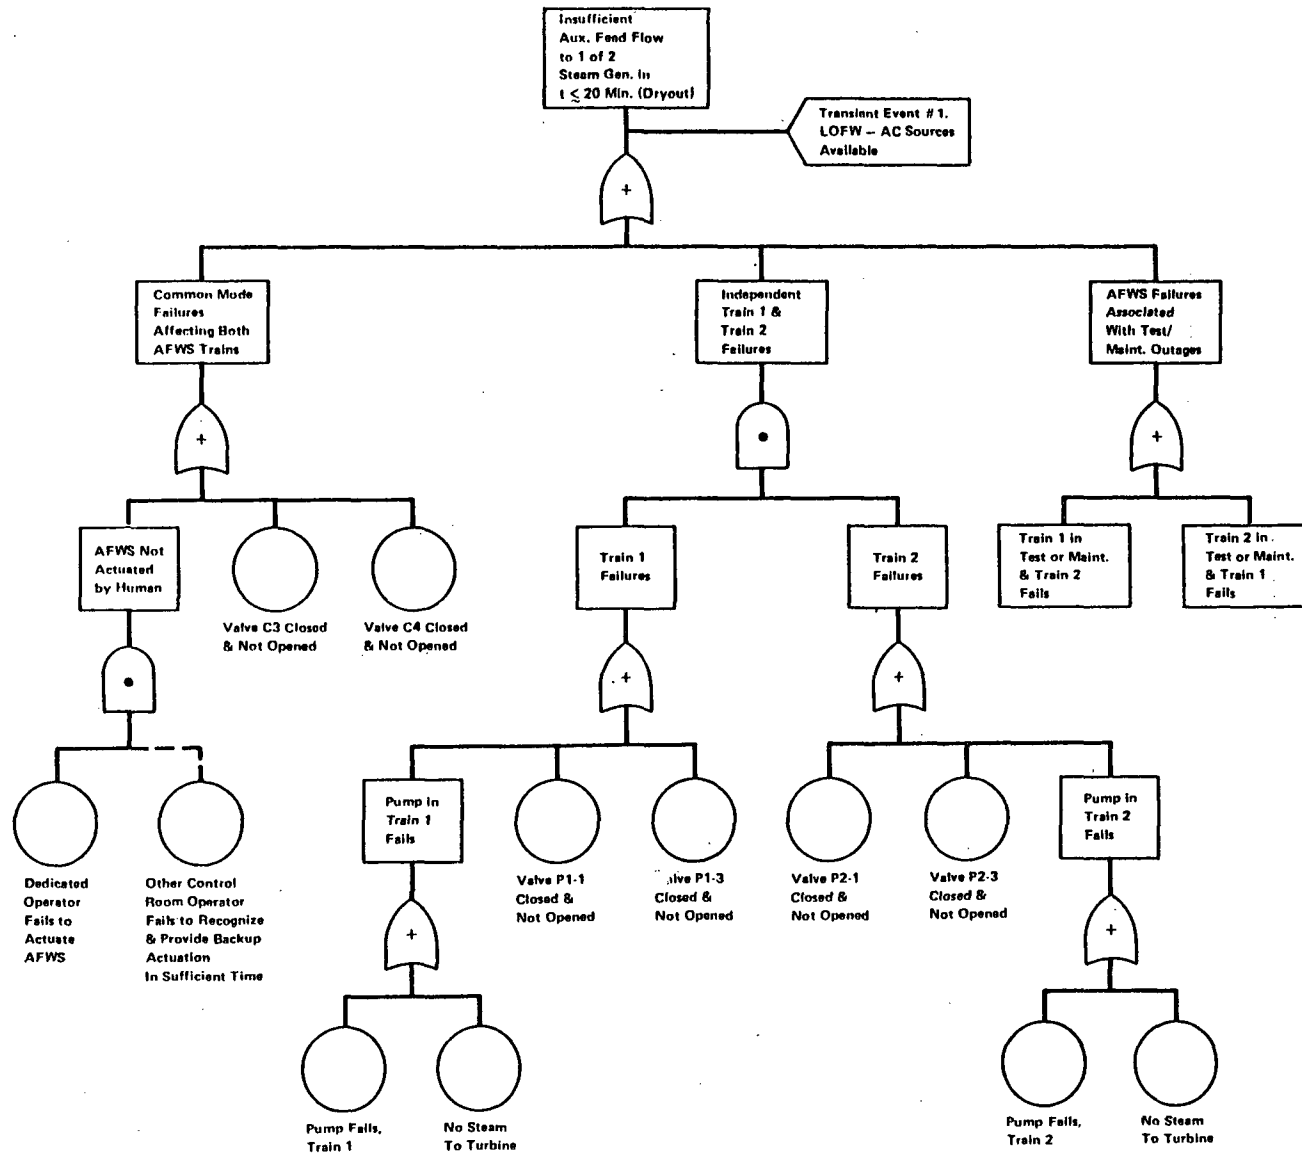 Insufficient
Aux. Feed Flow
to 1 of 2
Steam Gen. in
t ≤ 20 Min. (Dryout)
Transient Event #1.
LOFW – AC Sources
Available
+
Common Mode
Failures
Affecting Both
AFWS Trains
Independent
Train 1 &
Train 2
Failures
AFWS Failures
Associated
With Test/
Maint. Outages
+
+
AFWS Not
Actuated
by Human
Valve C3 Closed
& Not Opened
Valve C4 Closed
& Not Opened
Train 1
Failures
Train 2
Failures
Train 1 in
Test or Maint.
& Train 2
Fails
Train 2 in
Test or Maint.
& Train 1
Fails
+
+
Dedicated
Operator
Fails to
Actuate
AFWS
Other Control
Room Operator
Fails to Recognize
& Provide Backup
Actuation
In Sufficient Time
Pump in
Train 1
Fails
Valve P1-1
Closed &
Not Opened
Valve P1-3
Closed &
Not Opened
Valve P2-1
Closed &
Not Opened
Valve P2-3
Closed &
Not Opened
Pump in
Train 2
Fails
+
+
Pump Fails,
Train 1
No Steam
To Turbine
Pump Fails,
Train 2
No Steam
To Turbine